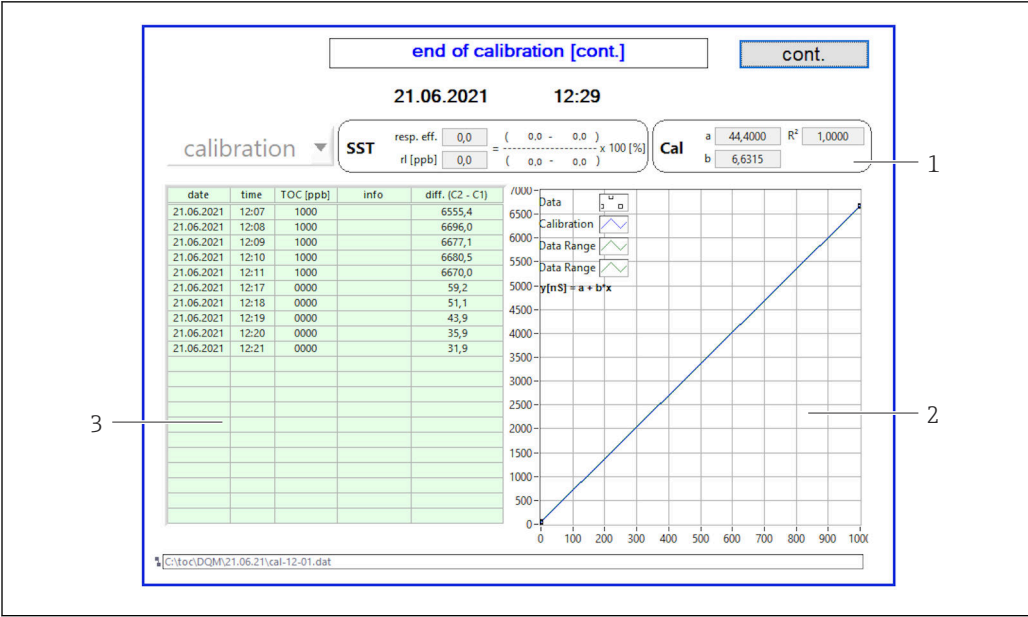 end of calibration [cont.]
cont.
21.06.2021 12:29
calibration
SST resp. eff. 0,0 ( 0,0 - 0,0 )
rl [ppb] 0,0 = ( 0,0 - 0,0 ) x 100 [%]
Cal a 44,4000 R² 1,0000
b 6,6315
1
date time TOC [ppb] info diff. (C2 - C1)
21.06.2021 12:07 1000 6555,4
21.06.2021 12:08 1000 6696,0
21.06.2021 12:09 1000 6677,1
21.06.2021 12:10 1000 6680,5
21.06.2021 12:11 1000 6670,0
21.06.2021 12:17 0000 59,2
21.06.2021 12:18 0000 51,1
21.06.2021 12:19 0000 43,9
21.06.2021 12:20 0000 35,9
21.06.2021 12:21 0000 31,9
3
Data
Calibration
Data Range
Data Range
y[nS] = a + b*x
7000
6500
6000
5500
5000
4500
4000
3500
3000
2500
2000
1500
1000
500
0
0 100 200 300 400 500 600 700 800 900 100(
2
C:\toc\DQM\21.06.21\cal-12-01.dat